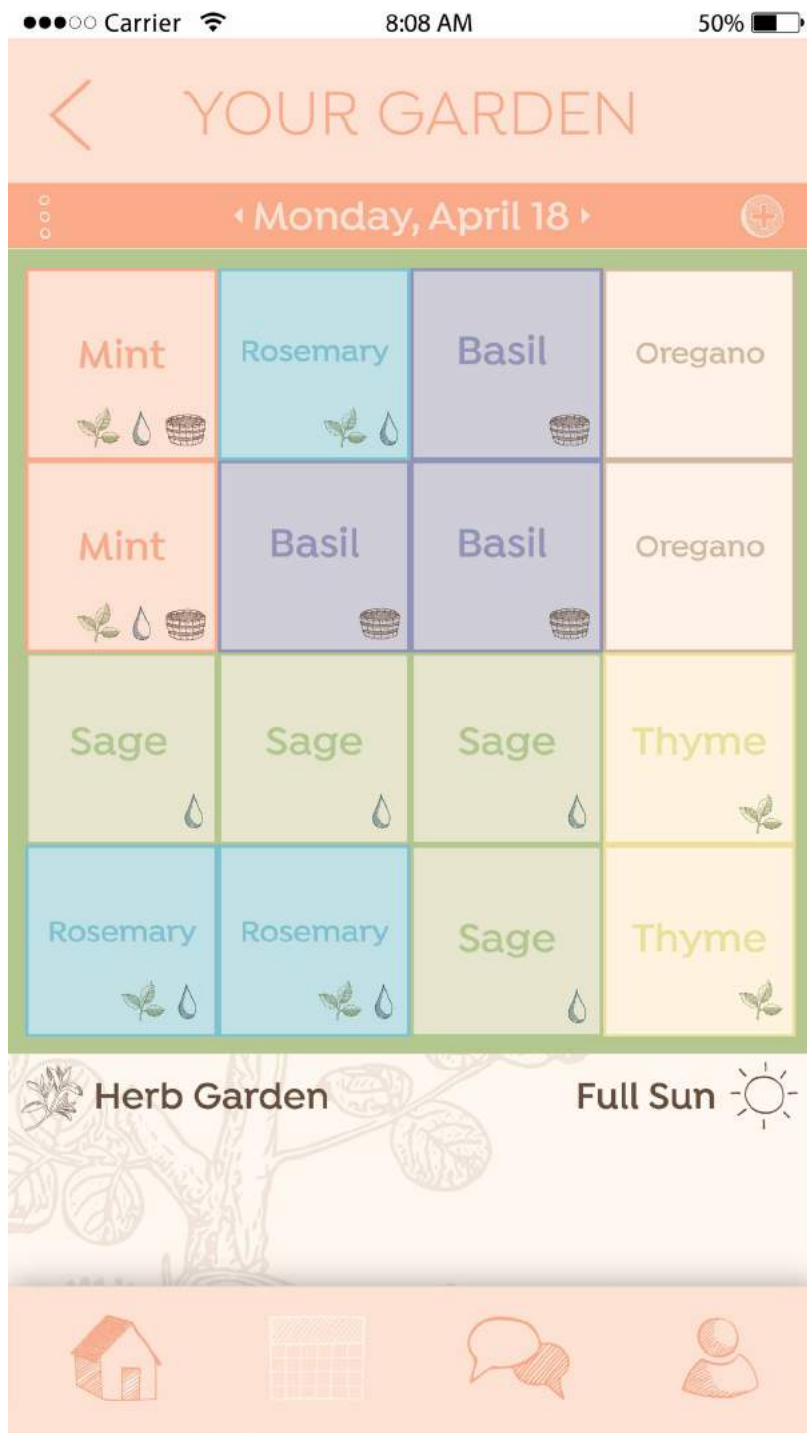 Carrier 8:08 AM 50%
YOUR GARDEN
Monday, April 18
Mint Rosemary Basil Oregano
Mint Basil Basil Oregano
Sage Sage Sage Thyme
Rosemary Rosemary Sage Thyme
Herb Garden Full Sun